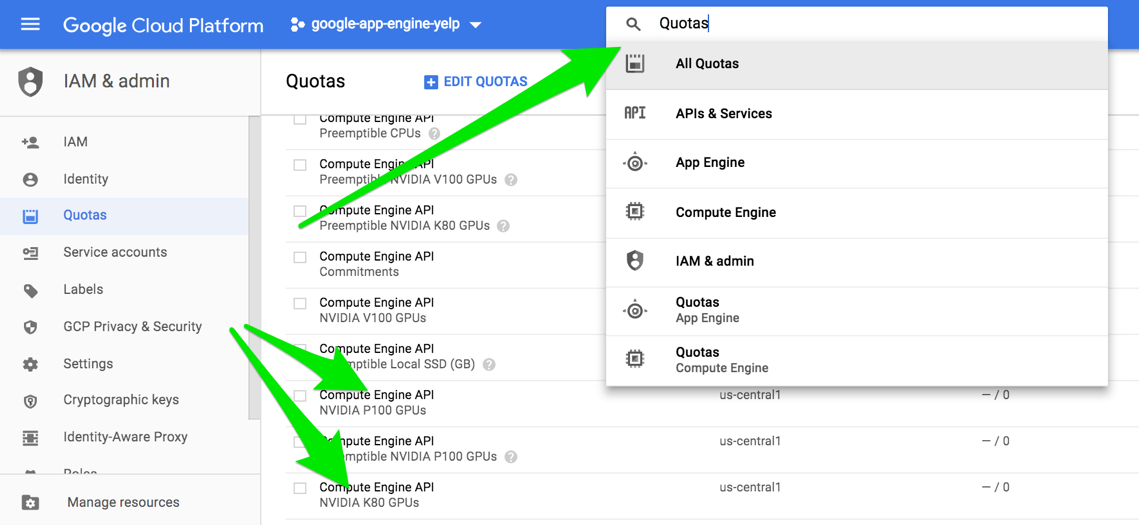 Google Cloud Platform
google-app-engine-yelp
Quotas
IAM & admin
Quotas
EDIT QUOTAS
All Quotas
APIs & Services
App Engine
Compute Engine
IAM & admin
Quotas
App Engine
Quotas
Compute Engine
IAM
Identity
Quotas
Service accounts
Labels
GCP Privacy & Security
Settings
Cryptographic keys
Identity-Aware Proxy
Roles
Manage resources
Compute Engine API
Preemptible CPUs
Compute Engine API
Preemptible NVIDIA V100 GPUs
Compute Engine API
Preemptible NVIDIA K80 GPUs
Compute Engine API
Commitments
Compute Engine API
NVIDIA V100 GPUs
Compute Engine API
Preemptible Local SSD (GB)
Compute Engine API
NVIDIA P100 GPUs
us-central1
— / 0
Compute Engine API
Preemptible NVIDIA P100 GPUs
us-central1
— / 0
Compute Engine API
NVIDIA K80 GPUs
us-central1
— / 0